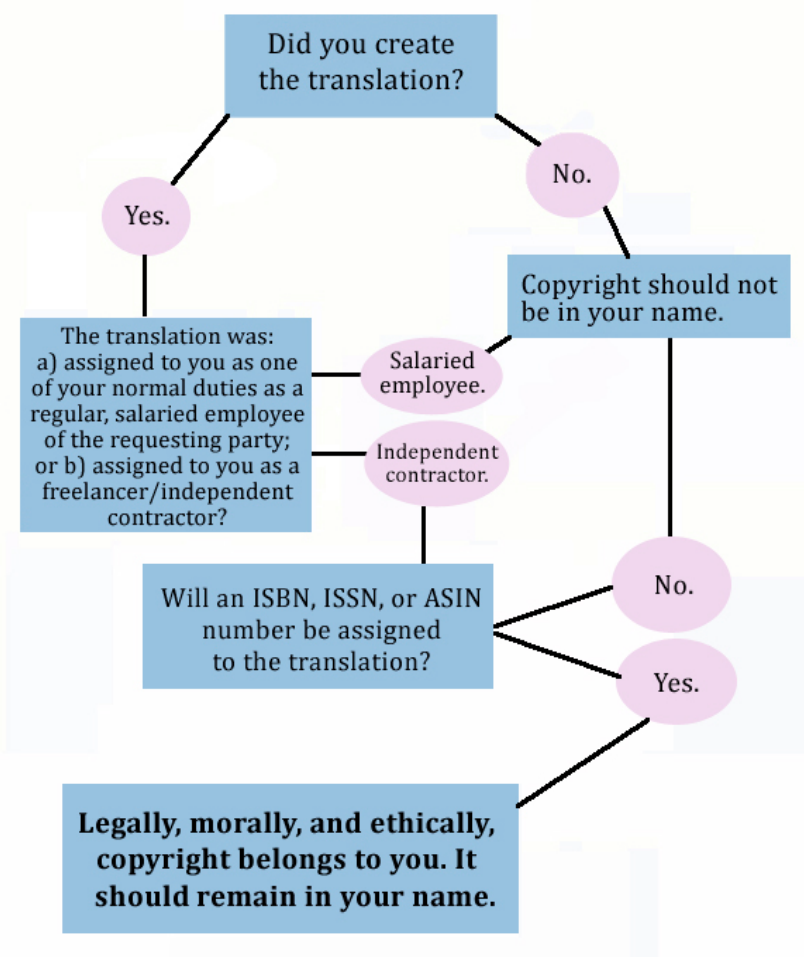 Did you create
the translation?
No.
Yes.
Copyright should not
be in your name.
The translation was:
a) assigned to you as one
of your normal duties as a
regular, salaried employee
of the requesting party;
or b) assigned to you as a
freelancer/independent
contractor?
Salaried
employee.
Independent
contractor.
Will an ISBN, ISSN, or ASIN
number be assigned
to the translation?
No.
Yes.
Legally, morally, and ethically,
copyright belongs to you. It
should remain in your name.